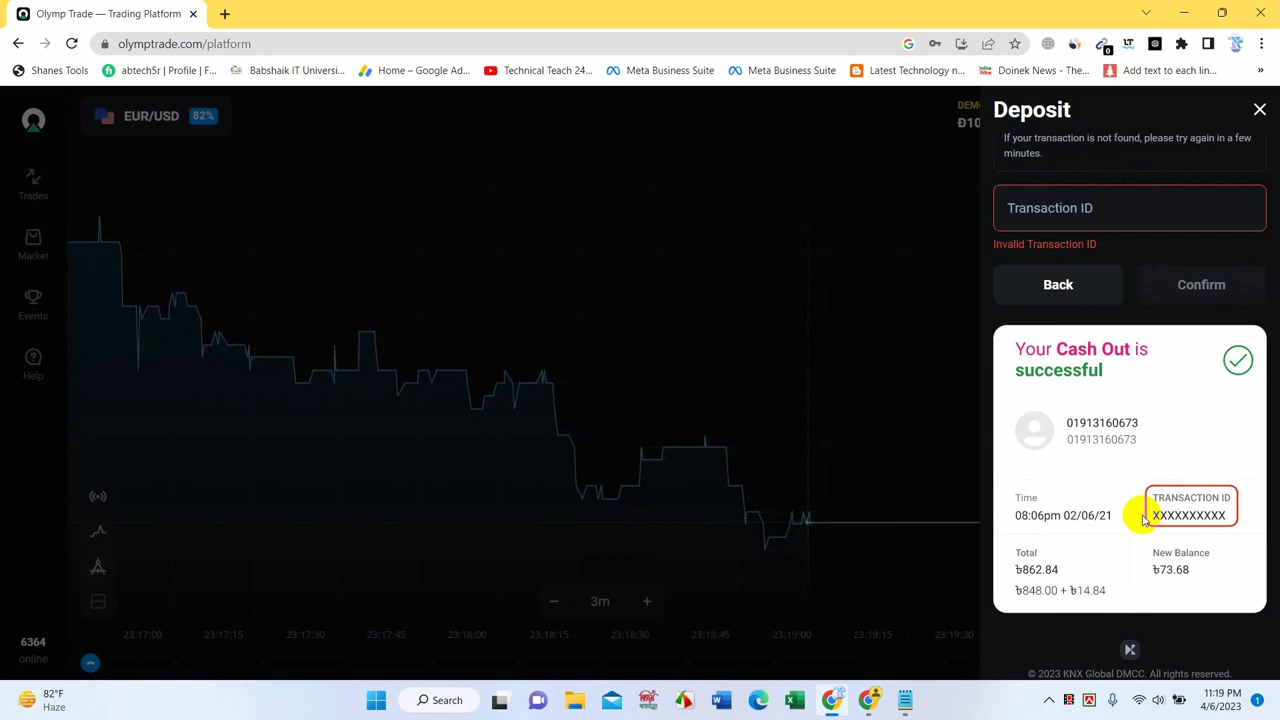 Olymp Trade — Trading Platform
olymptrade.com/platform
Shanes Tools
abtech5r | Profile | F...
Babshahi IT Universi...
Home – Google Ad...
Technical Teach 24...
Meta Business Suite
Meta Business Suite
Latest Technology n...
Doinek News - The...
Add text to each lin...
»
EUR/USD 82%
DEMO
Đ10
Trades
Market
Events
Help
6364
online
− 3m +
23:17:00 23:17:15 23:17:30 23:17:45 23:18:00 23:18:15 23:18:30 23:18:45 23:19:00 23:19:15 23:19:30
Deposit
If your transaction is not found, please try again in a few
minutes.
Transaction ID
Invalid Transaction ID
Back
Confirm
Your Cash Out is
successful
01913160673
01913160673
Time
08:06pm 02/06/21
TRANSACTION ID
XXXXXXXXXX
Total
৳862.84
৳848.00 + ৳14.84
New Balance
৳73.68
© 2023 KNX Global DMCC. All rights reserved.
82°F
Haze
Search
11:19 PM
4/6/2023
1